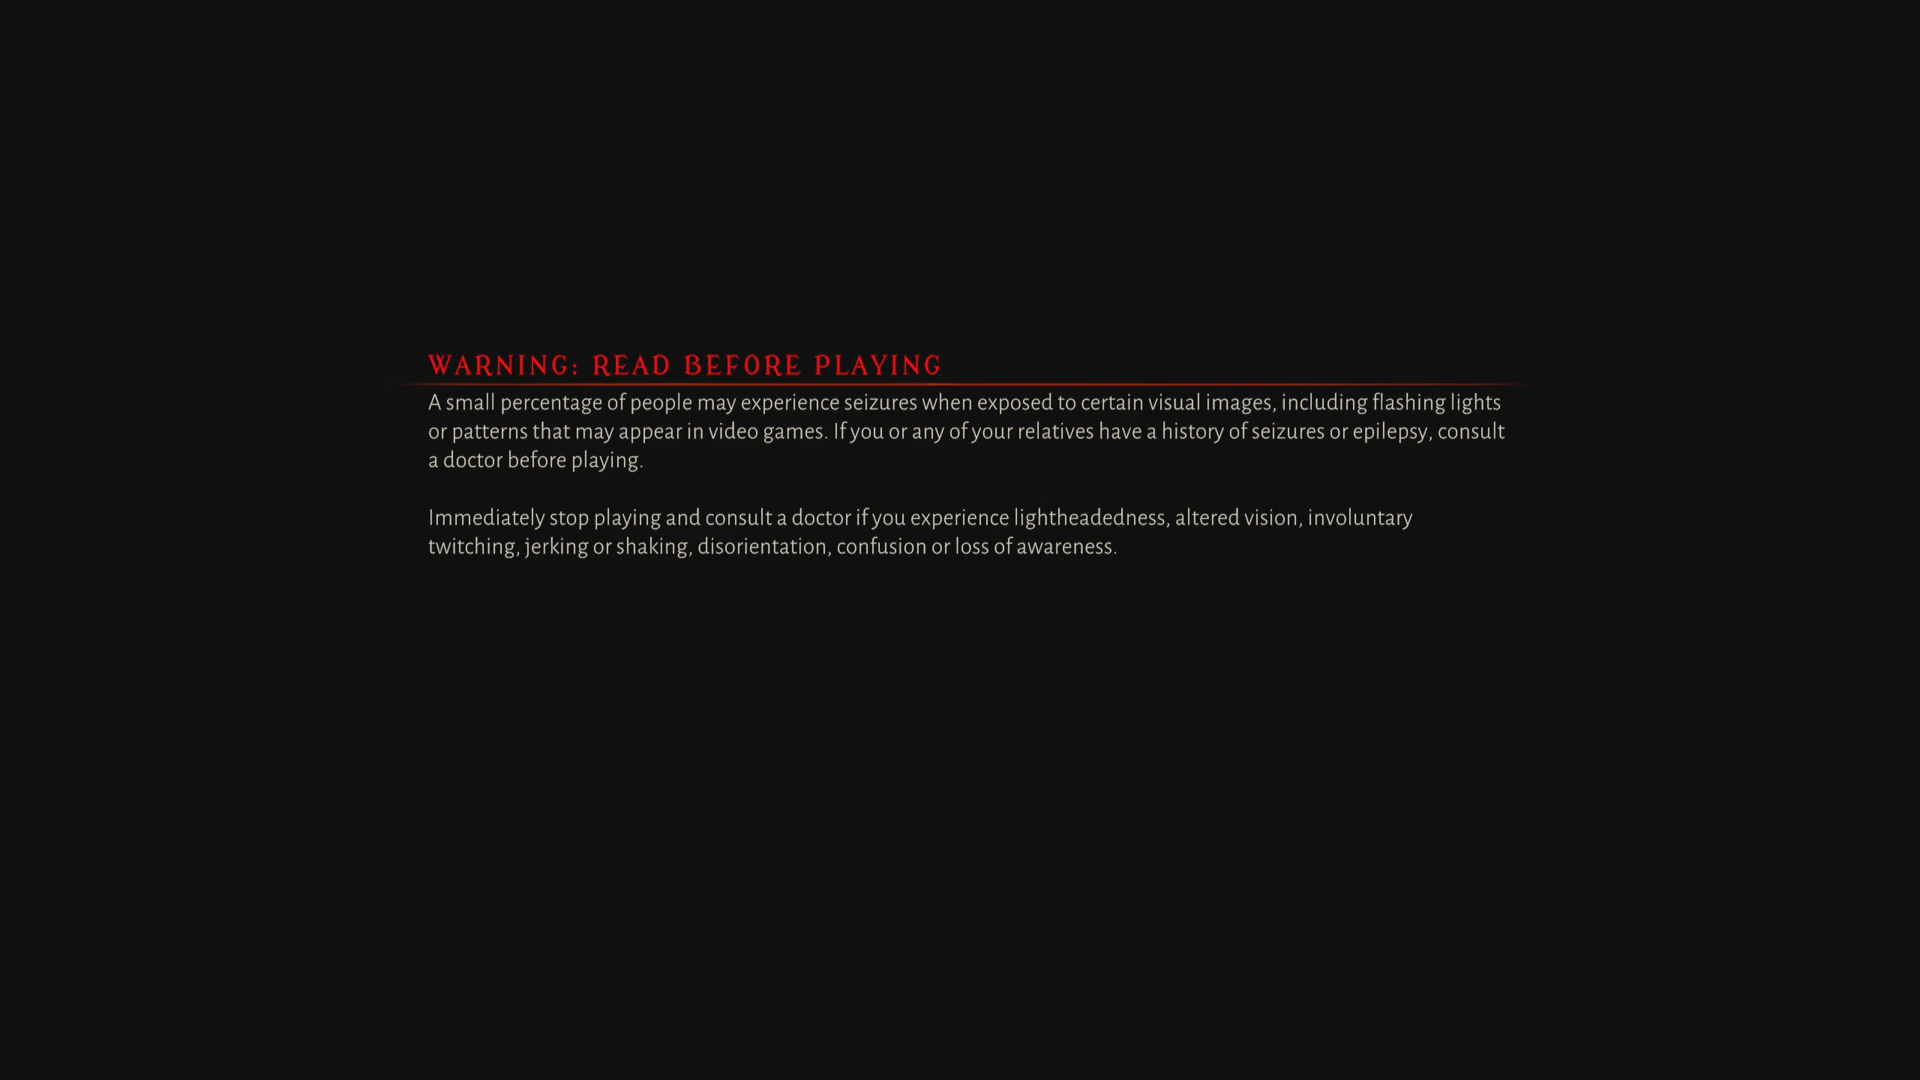 WARNING: READ BEFORE PLAYING
A small percentage of people may experience seizures when exposed to certain visual images, including flashing lights
or patterns that may appear in video games. If you or any of your relatives have a history of seizures or epilepsy, consult
a doctor before playing.
Immediately stop playing and consult a doctor if you experience lightheadedness, altered vision, involuntary
twitching, jerking or shaking, disorientation, confusion or loss of awareness.